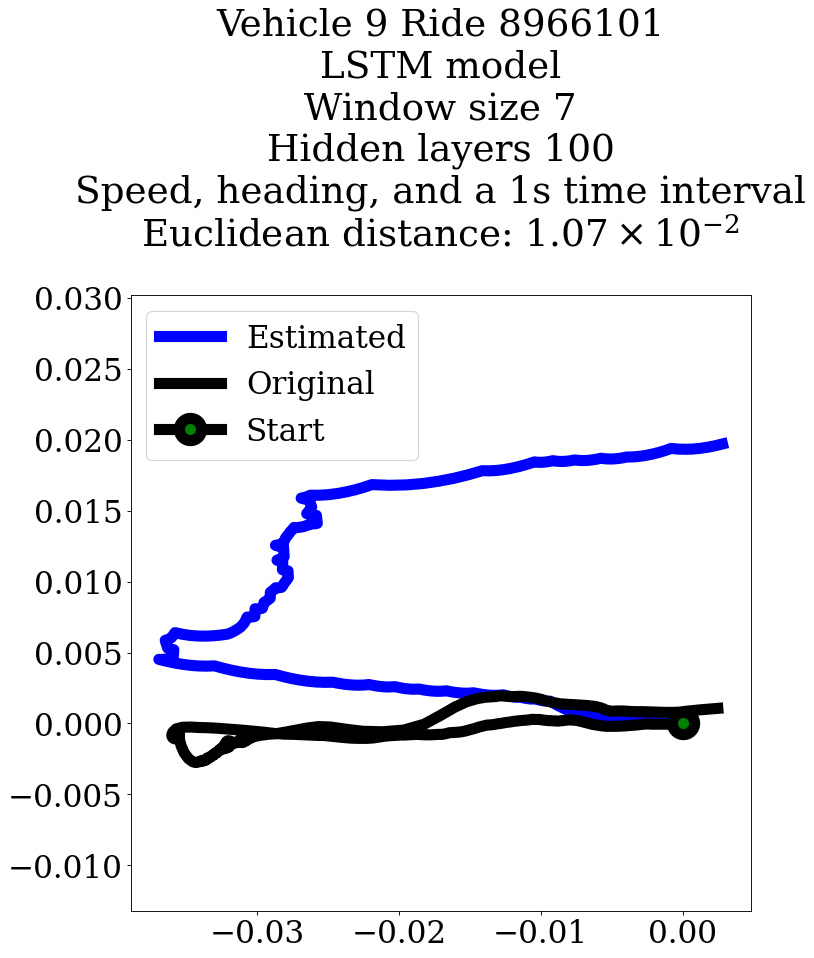 Vehicle 9 Ride 8966101
LSTM model
Window size 7
Hidden layers 100
Speed, heading, and a 1s time interval
Euclidean distance: 1.07 × 10⁻²
0.030
0.025
0.020
0.015
0.010
0.005
0.000
−0.005
−0.010
Estimated
Original
Start
−0.03
−0.02
−0.01
0.00